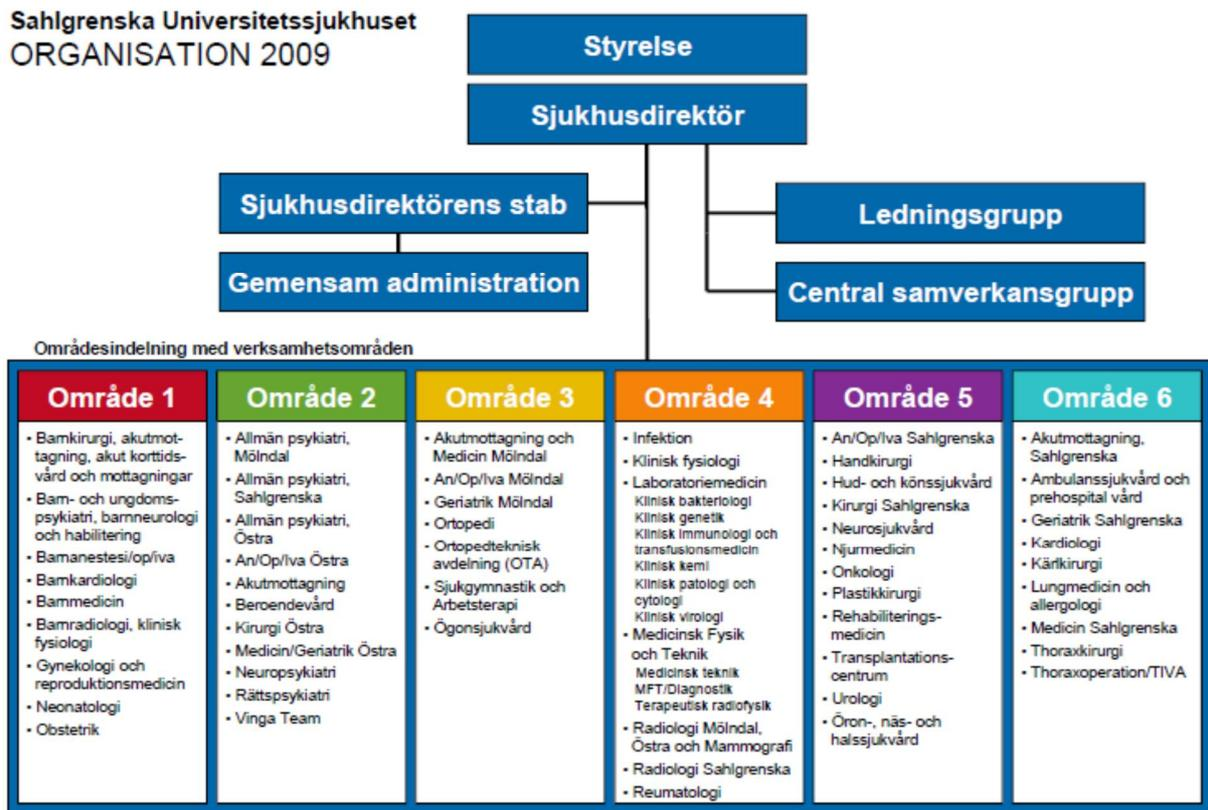 Sahlgrenska Universitetssjukhuset
ORGANISATION 2009
Styrelse
Sjukhusdirektör
Sjukhusdirektörens stab
Gemensam administration
Ledningsgrupp
Central samverkansgrupp
Områdesindelning med verksamhetsområden
Område 1
• Barnkirurgi, akutmot-
tagning, akut korttids-
vård och mottagningar
• Barn- och ungdoms-
psykiatri, barnneurologi
och habilitering
• Barnanestesi/op/iva
• Barnkardiologi
• Barnmedicin
• Barnradiologi, klinisk
fysiologi
• Gynekologi och
reproduktionsmedicin
• Neonatologi
• Obstetrik
Område 2
• Allmän psykiatri,
Mölndal
• Allmän psykiatri,
Sahlgrenska
• Allmän psykiatri,
Östra
• An/Op/Iva Östra
• Akutmottagning
• Beroendevård
• Kirurgi Östra
• Medicin/Geriatrik Östra
• Neuropsykiatri
• Rättspsykiatri
• Vinga Team
Område 3
• Akutmottagning och
Medicin Mölndal
• An/Op/Iva Mölndal
• Geriatrik Mölndal
• Ortopedi
• Ortopedteknisk
avdelning (OTA)
• Sjukgymnastik och
Arbetsterapi
• Ögonsjukvård
Område 4
• Infektion
• Klinisk fysiologi
• Laboratoriemedicin
Klinisk bakteriologi
Klinisk genetik
Klinisk immunologi och
transfusionsmedicin
Klinisk kemi
Klinisk patologi och
cytologi
Klinisk virologi
• Medicinsk Fysik
och Teknik
Medicinsk teknik
MFT/Diagnostik
Terapeutisk radiofysik
• Radiologi Mölndal,
Östra och Mammografi
• Radiologi Sahlgrenska
• Reumatologi
Område 5
• An/Op/Iva Sahlgrenska
• Handkirurgi
• Hud- och könssjukvård
• Kirurgi Sahlgrenska
• Neurosjukvård
• Njurmedicin
• Onkologi
• Plastikkirurgi
• Rehabiliterings-
medicin
• Transplantations-
centrum
• Urologi
• Öron-, näs- och
halssjukvård
Område 6
• Akutmottagning,
Sahlgrenska
• Ambulanssjukvård och
prehospital vård
• Geriatrik Sahlgrenska
• Kardiologi
• Kärlkirurgi
• Lungmedicin och
allergologi
• Medicin Sahlgrenska
• Thoraxkirurgi
• Thoraxoperation/TIVA